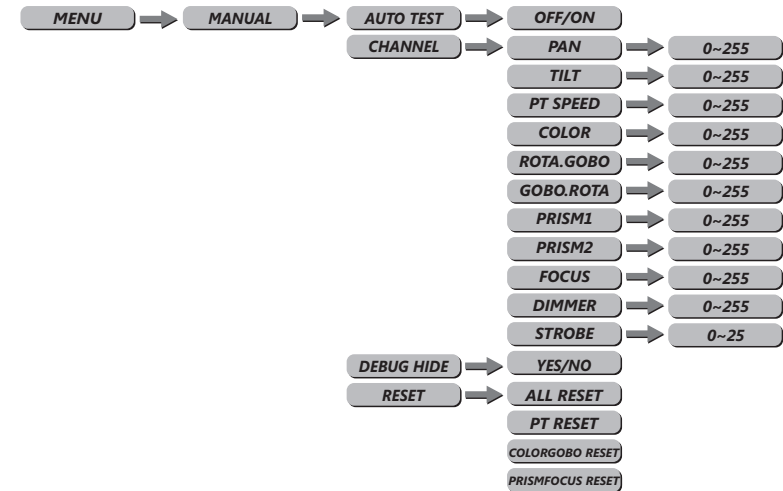 MENU MANUAL AUTO TEST OFF/ON
CHANNEL PAN 0~255
TILT 0~255
PT SPEED 0~255
COLOR 0~255
ROTA.GOBO 0~255
GOBO.ROTA 0~255
PRISM1 0~255
PRISM2 0~255
FOCUS 0~255
DIMMER 0~255
STROBE 0~25
DEBUG HIDE YES/NO
RESET ALL RESET
PT RESET
COLORGOBO RESET
PRISMFOCUS RESET